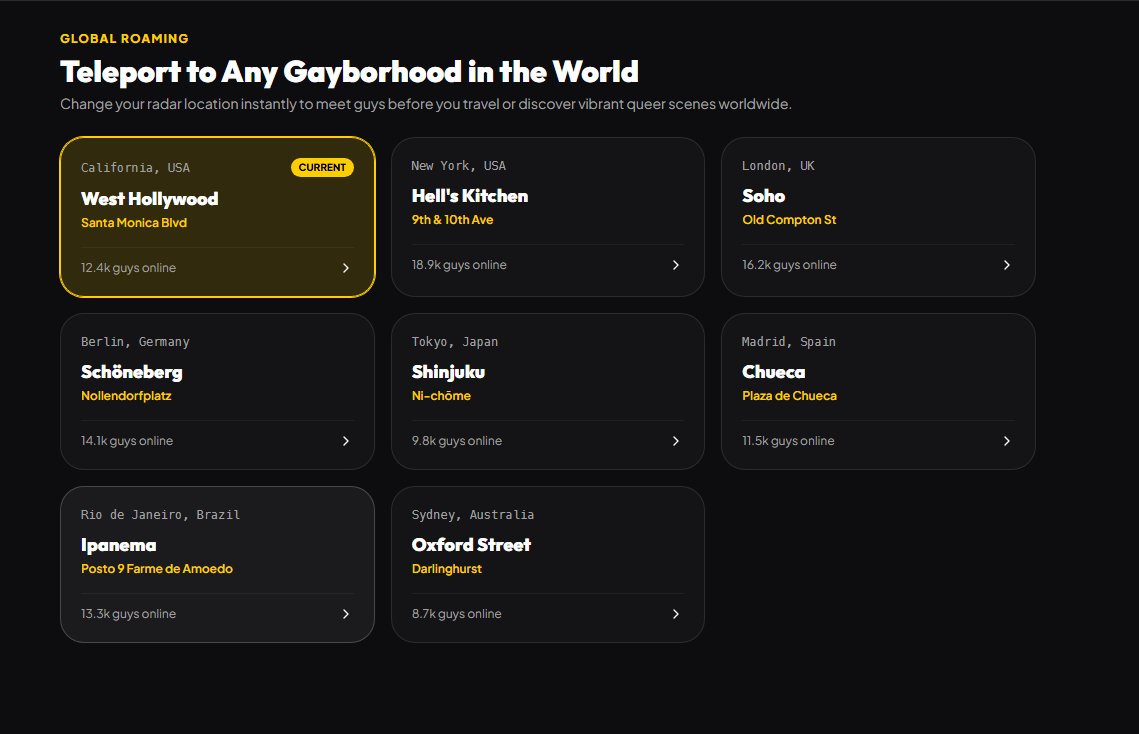 GLOBAL ROAMING
Teleport to Any Gayborhood in the World
Change your radar location instantly to meet guys before you travel or discover vibrant queer scenes worldwide.
California, USA
CURRENT
West Hollywood
Santa Monica Blvd
12.4k guys online
New York, USA
Hell's Kitchen
9th & 10th Ave
18.9k guys online
London, UK
Soho
Old Compton St
16.2k guys online
Berlin, Germany
Schöneberg
Nollendorfplatz
14.1k guys online
Tokyo, Japan
Shinjuku
Ni-chōme
9.8k guys online
Madrid, Spain
Chueca
Plaza de Chueca
11.5k guys online
Rio de Janeiro, Brazil
Ipanema
Posto 9 Farme de Amoedo
13.3k guys online
Sydney, Australia
Oxford Street
Darlinghurst
8.7k guys online